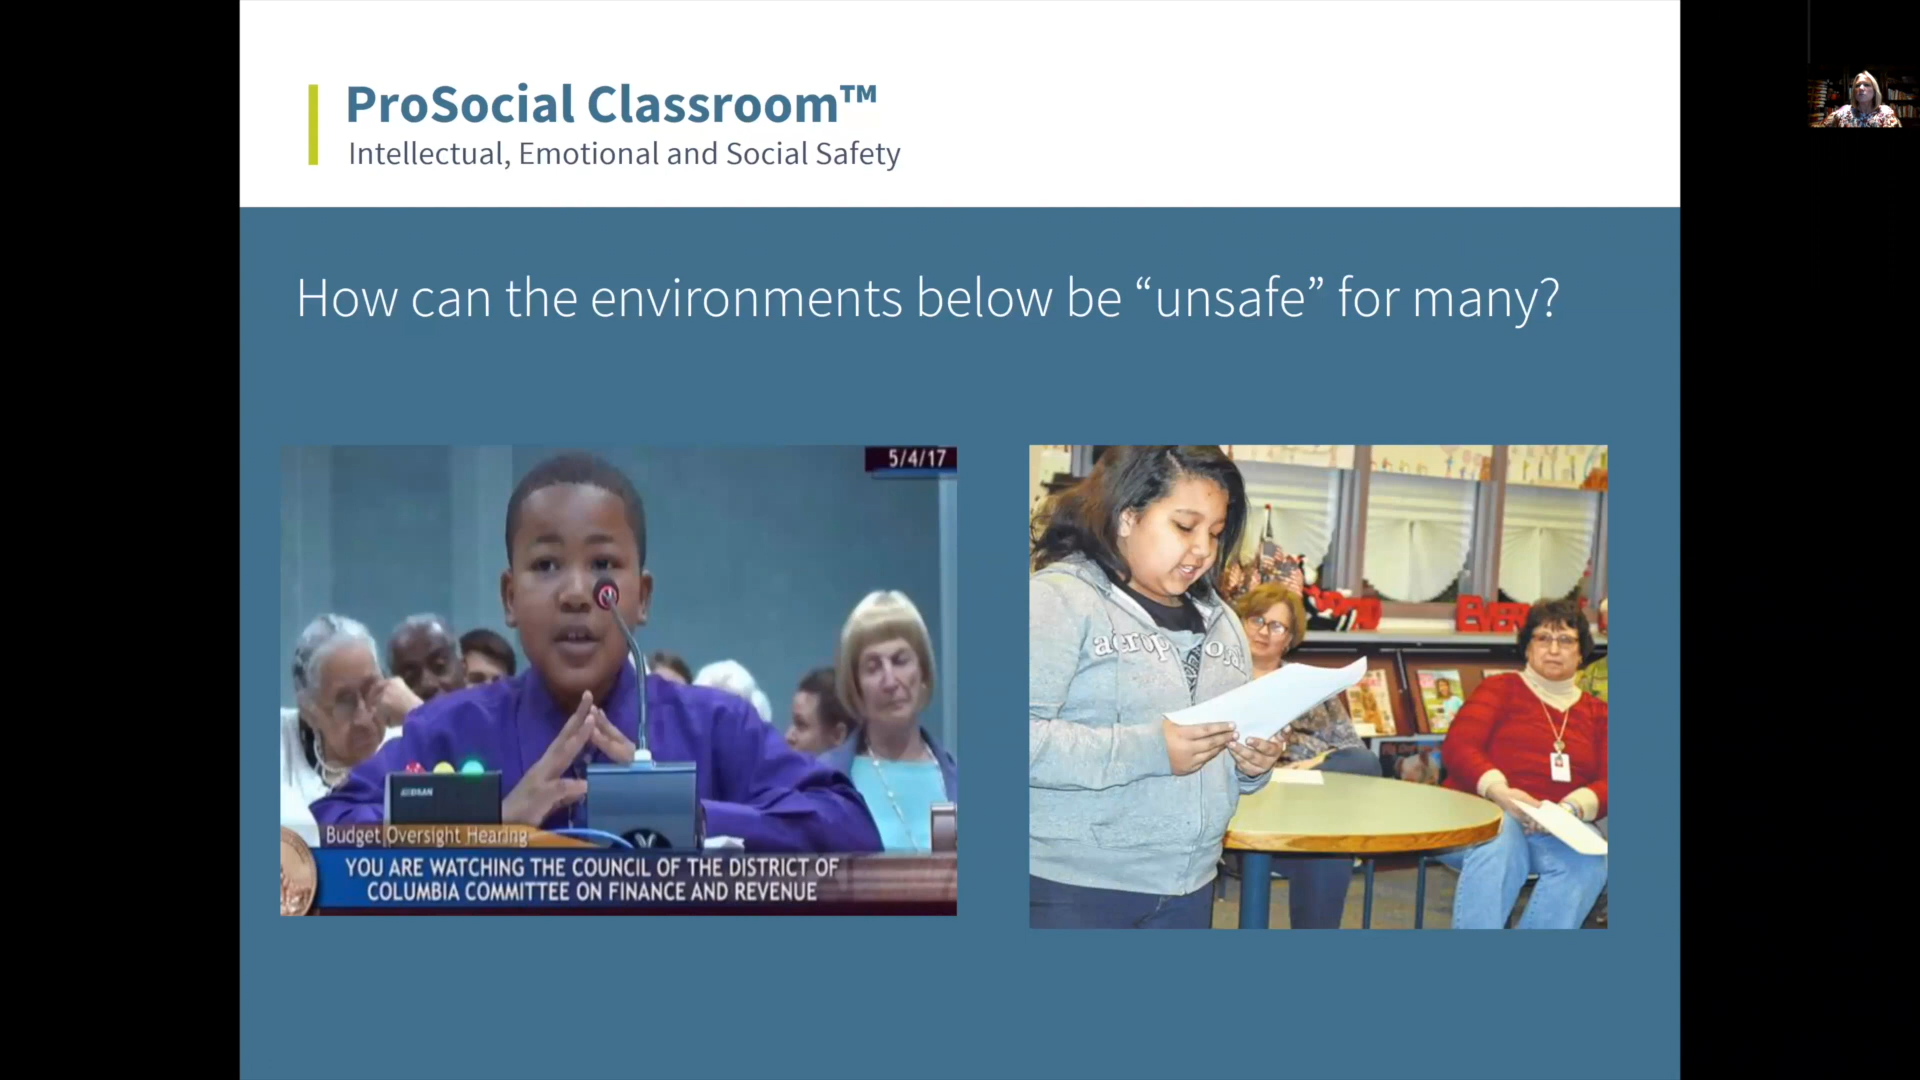 ProSocial Classroom™
Intellectual, Emotional and Social Safety
How can the environments below be “unsafe” for many?
5/4/17
Budget Oversight Hearing
YOU ARE WATCHING THE COUNCIL OF THE DISTRICT OF
COLUMBIA COMMITTEE ON FINANCE AND REVENUE